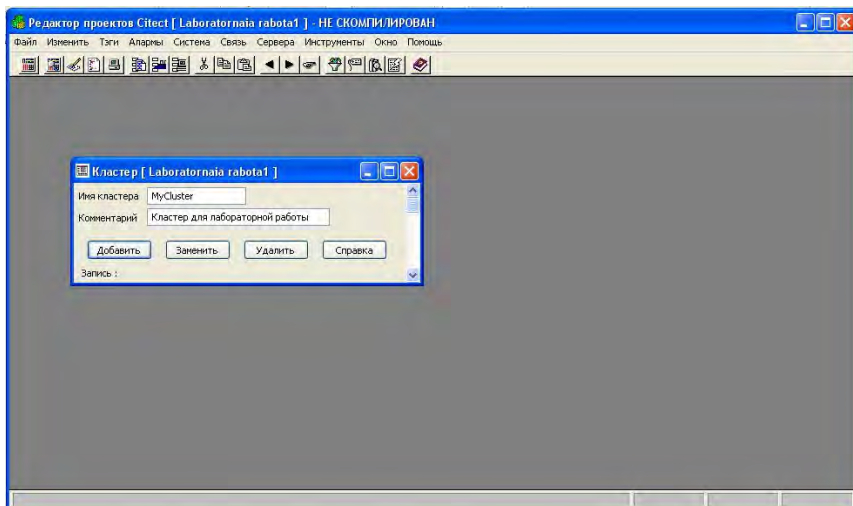 Редактор проектов Citect [ Laboratornaia rabota1 ] - НЕ СКОМПИЛИРОВАН
Файл Изменить Тэги Алармы Система Связь Сервера Инструменты Окно Помощь
Кластер [ Laboratornaia rabota1 ]
Имя кластера MyCluster
Комментарий Кластер для лабораторной работы
Добавить Заменить Удалить Справка
Запись :